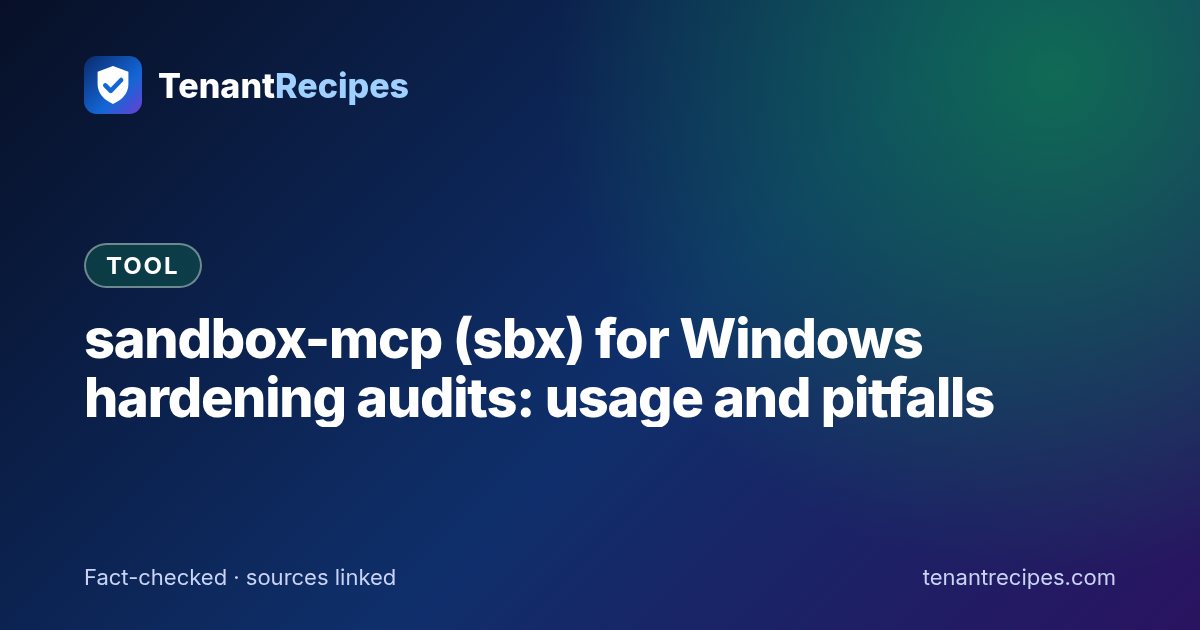 TenantRecipes
TOOL
sandbox-mcp (sbx) for Windows
hardening audits: usage and pitfalls
Fact-checked · sources linked
tenantrecipes.com